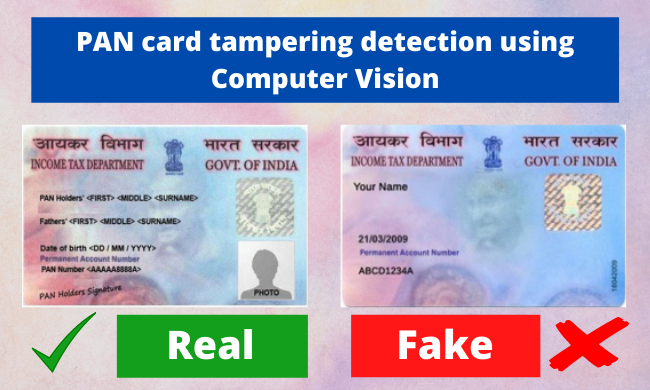 PAN card tampering detection using
Computer Vision
आयकर विभाग
भारत सरकार
INCOME TAX DEPARTMENT
GOVT. OF INDIA
PAN Holders' <FIRST> <MIDDLE> <SURNAME>
Fathers' <FIRST> <MIDDLE> <SURNAME>
Date of birth <DD / MM / YYYY>
Permanent Account Number
PAN Number <AAAAA8888A>
PAN Holders Signature
PHOTO
आयकर विभाग
भारत सरकार
INCOME TAX DEPARTMENT
GOVT. OF INDIA
Your Name
21/03/2009
Permanent Account Number
ABCD1234A
18042009
Real
Fake